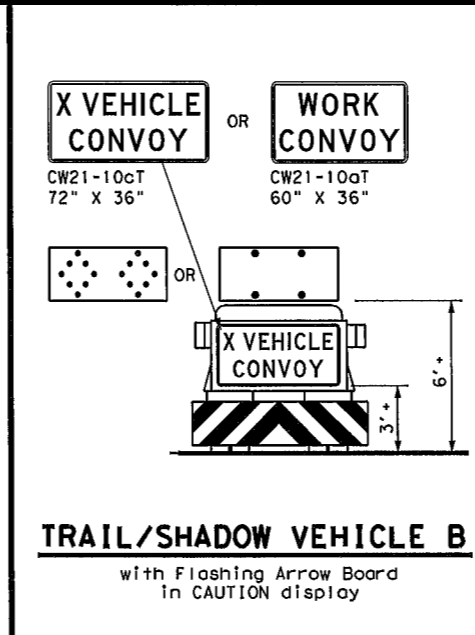 X VEHICLE
CONVOY
OR
WORK
CONVOY
CW21-10cT
72" X 36"
CW21-10aT
60" X 36"
OR
X VEHICLE
CONVOY
6'+
3'+
TRAIL/SHADOW VEHICLE B
with Flashing Arrow Board
in CAUTION display